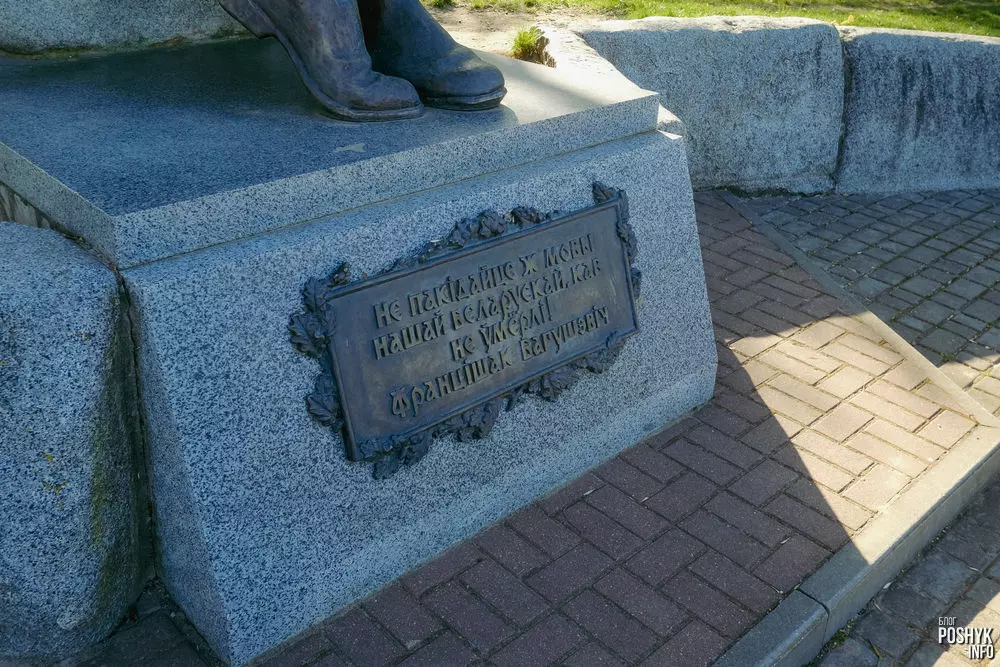 Не пакідайце ж мовы
нашай беларускай, каб
не ўмерлі!
Францішак Багушэвіч
БЛОГ
POSHYK
.INFO